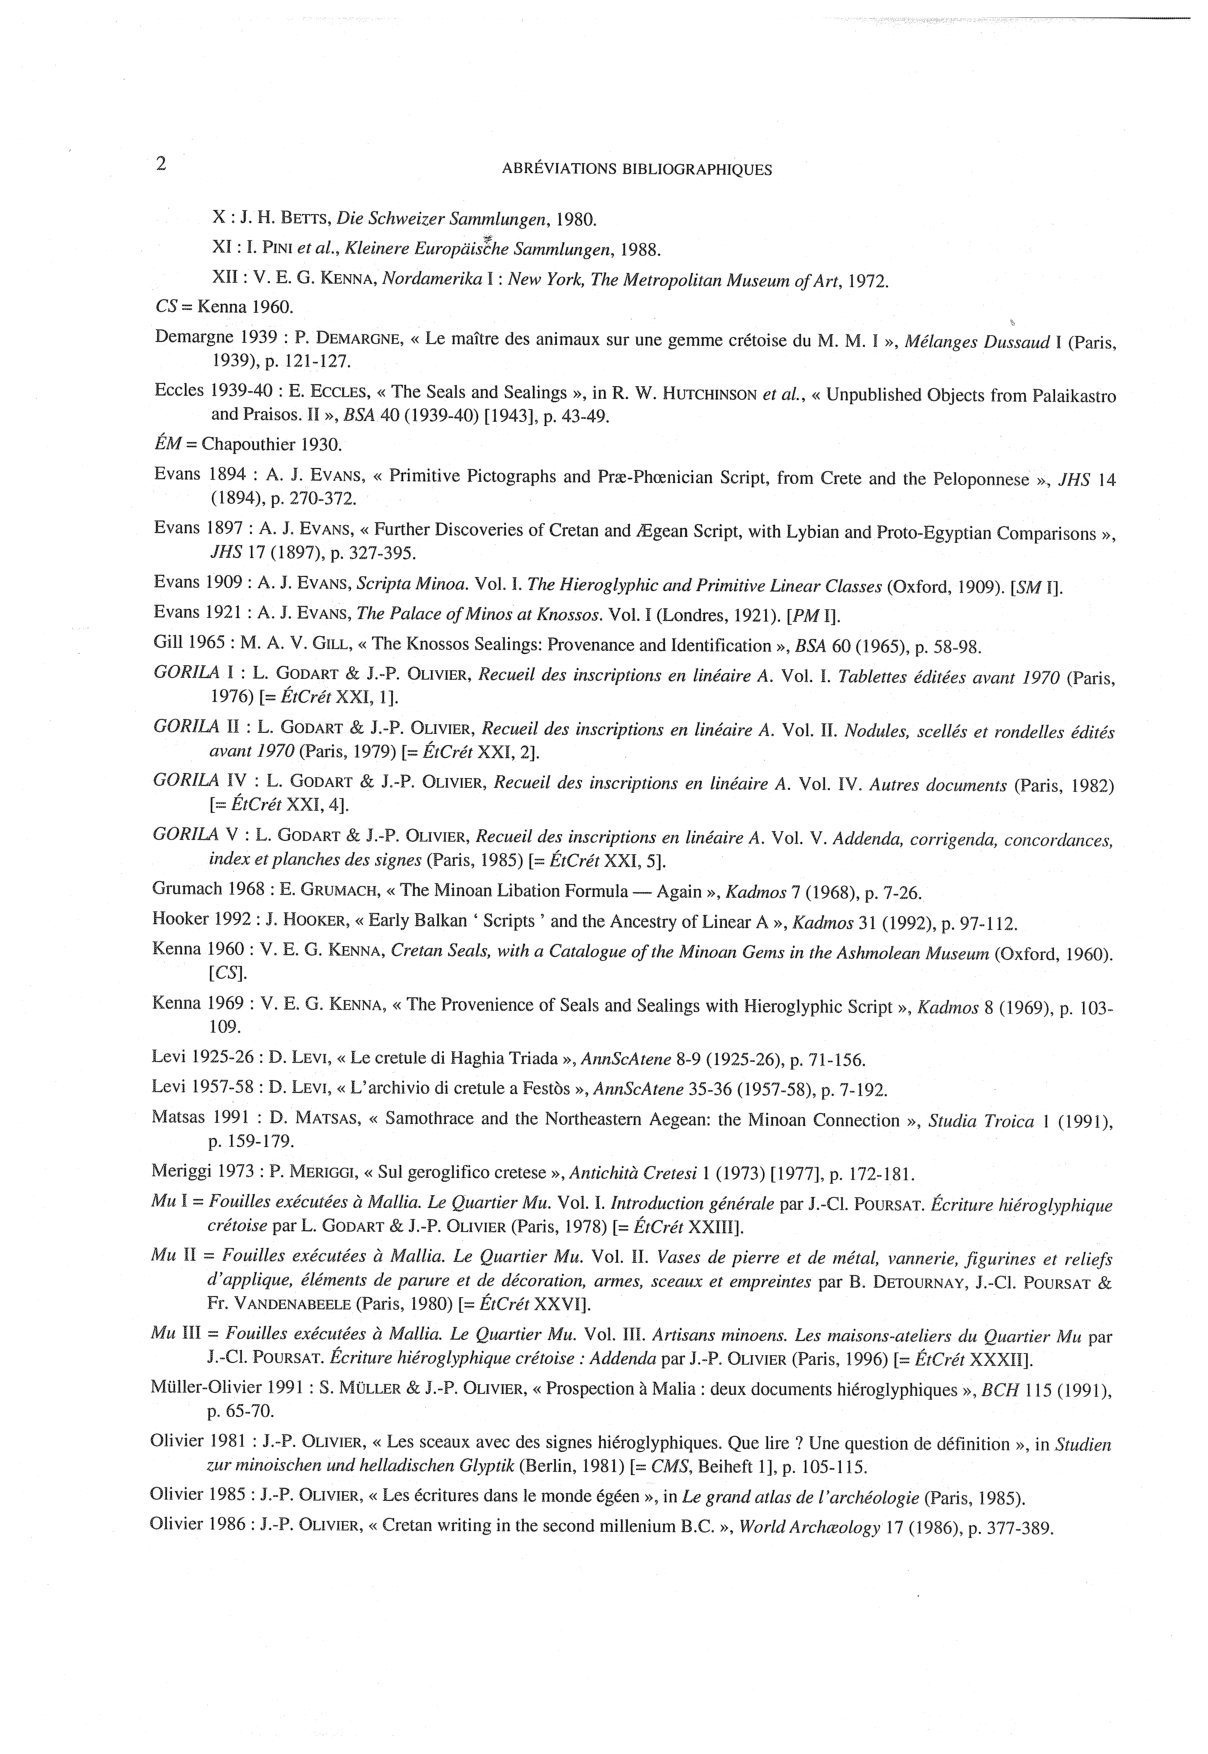 2
ABRÉVIATIONS BIBLIOGRAPHIQUES
X : J. H. BETTS, Die Schweizer Sammlungen, 1980.
XI : I. PINI et al., Kleinere Europäische Sammlungen, 1988.
XII : V. E. G. KENNA, Nordamerika I : New York, The Metropolitan Museum of Art, 1972.
CS = Kenna 1960.
Demargne 1939 : P. DEMARGNE, « Le maître des animaux sur une gemme crétoise du M. M. I », Mélanges Dussaud I (Paris,
1939), p. 121-127.
Eccles 1939-40 : E. ECCLES, « The Seals and Sealings », in R. W. HUTCHINSON et al., « Unpublished Objects from Palaikastro
and Praisos. II », BSA 40 (1939-40) [1943], p. 43-49.
ÉM = Chapouthier 1930.
Evans 1894 : A. J. EVANS, « Primitive Pictographs and Præ-Phœnician Script, from Crete and the Peloponnese », JHS 14
(1894), p. 270-372.
Evans 1897 : A. J. EVANS, « Further Discoveries of Cretan and Ægean Script, with Lybian and Proto-Egyptian Comparisons »,
JHS 17 (1897), p. 327-395.
Evans 1909 : A. J. EVANS, Scripta Minoa. Vol. I. The Hieroglyphic and Primitive Linear Classes (Oxford, 1909). [SM I].
Evans 1921 : A. J. EVANS, The Palace of Minos at Knossos. Vol. I (Londres, 1921). [PM I].
Gill 1965 : M. A. V. GILL, « The Knossos Sealings: Provenance and Identification », BSA 60 (1965), p. 58-98.
GORILA I : L. GODART & J.-P. OLIVIER, Recueil des inscriptions en linéaire A. Vol. I. Tablettes éditées avant 1970 (Paris,
1976) [= ÉtCrét XXI, 1].
GORILA II : L. GODART & J.-P. OLIVIER, Recueil des inscriptions en linéaire A. Vol. II. Nodules, scellés et rondelles édités
avant 1970 (Paris, 1979) [= ÉtCrét XXI, 2].
GORILA IV : L. GODART & J.-P. OLIVIER, Recueil des inscriptions en linéaire A. Vol. IV. Autres documents (Paris, 1982)
[= ÉtCrét XXI, 4].
GORILA V : L. GODART & J.-P. OLIVIER, Recueil des inscriptions en linéaire A. Vol. V. Addenda, corrigenda, concordances,
index et planches des signes (Paris, 1985) [= ÉtCrét XXI, 5].
Grumach 1968 : E. GRUMACH, « The Minoan Libation Formula — Again », Kadmos 7 (1968), p. 7-26.
Hooker 1992 : J. HOOKER, « Early Balkan ‘ Scripts ’ and the Ancestry of Linear A », Kadmos 31 (1992), p. 97-112.
Kenna 1960 : V. E. G. KENNA, Cretan Seals, with a Catalogue of the Minoan Gems in the Ashmolean Museum (Oxford, 1960).
[CS].
Kenna 1969 : V. E. G. KENNA, « The Provenience of Seals and Sealings with Hieroglyphic Script », Kadmos 8 (1969), p. 103-
109.
Levi 1925-26 : D. LEVI, « Le cretule di Haghia Triada », AnnScAtene 8-9 (1925-26), p. 71-156.
Levi 1957-58 : D. LEVI, « L’archivio di cretule a Festòs », AnnScAtene 35-36 (1957-58), p. 7-192.
Matsas 1991 : D. MATSAS, « Samothrace and the Northeastern Aegean: the Minoan Connection », Studia Troica 1 (1991),
p. 159-179.
Meriggi 1973 : P. MERIGGI, « Sul geroglifico cretese », Antichità Cretesi 1 (1973) [1977], p. 172-181.
Mu I = Fouilles exécutées à Mallia. Le Quartier Mu. Vol. I. Introduction générale par J.-Cl. POURSAT. Écriture hiéroglyphique
crétoise par L. GODART & J.-P. OLIVIER (Paris, 1978) [= ÉtCrét XXIII].
Mu II = Fouilles exécutées à Mallia. Le Quartier Mu. Vol. II. Vases de pierre et de métal, vannerie, figurines et reliefs
d’applique, éléments de parure et de décoration, armes, sceaux et empreintes par B. DETOURNAY, J.-Cl. POURSAT &
Fr. VANDENABEELE (Paris, 1980) [= ÉtCrét XXVI].
Mu III = Fouilles exécutées à Mallia. Le Quartier Mu. Vol. III. Artisans minoens. Les maisons-ateliers du Quartier Mu par
J.-Cl. POURSAT. Écriture hiéroglyphique crétoise : Addenda par J.-P. OLIVIER (Paris, 1996) [= ÉtCrét XXXII].
Müller-Olivier 1991 : S. MÜLLER & J.-P. OLIVIER, « Prospection à Malia : deux documents hiéroglyphiques », BCH 115 (1991),
p. 65-70.
Olivier 1981 : J.-P. OLIVIER, « Les sceaux avec des signes hiéroglyphiques. Que lire ? Une question de définition », in Studien
zur minoischen und helladischen Glyptik (Berlin, 1981) [= CMS, Beiheft 1], p. 105-115.
Olivier 1985 : J.-P. OLIVIER, « Les écritures dans le monde égéen », in Le grand atlas de l’archéologie (Paris, 1985).
Olivier 1986 : J.-P. OLIVIER, « Cretan writing in the second millenium B.C. », World Archæology 17 (1986), p. 377-389.